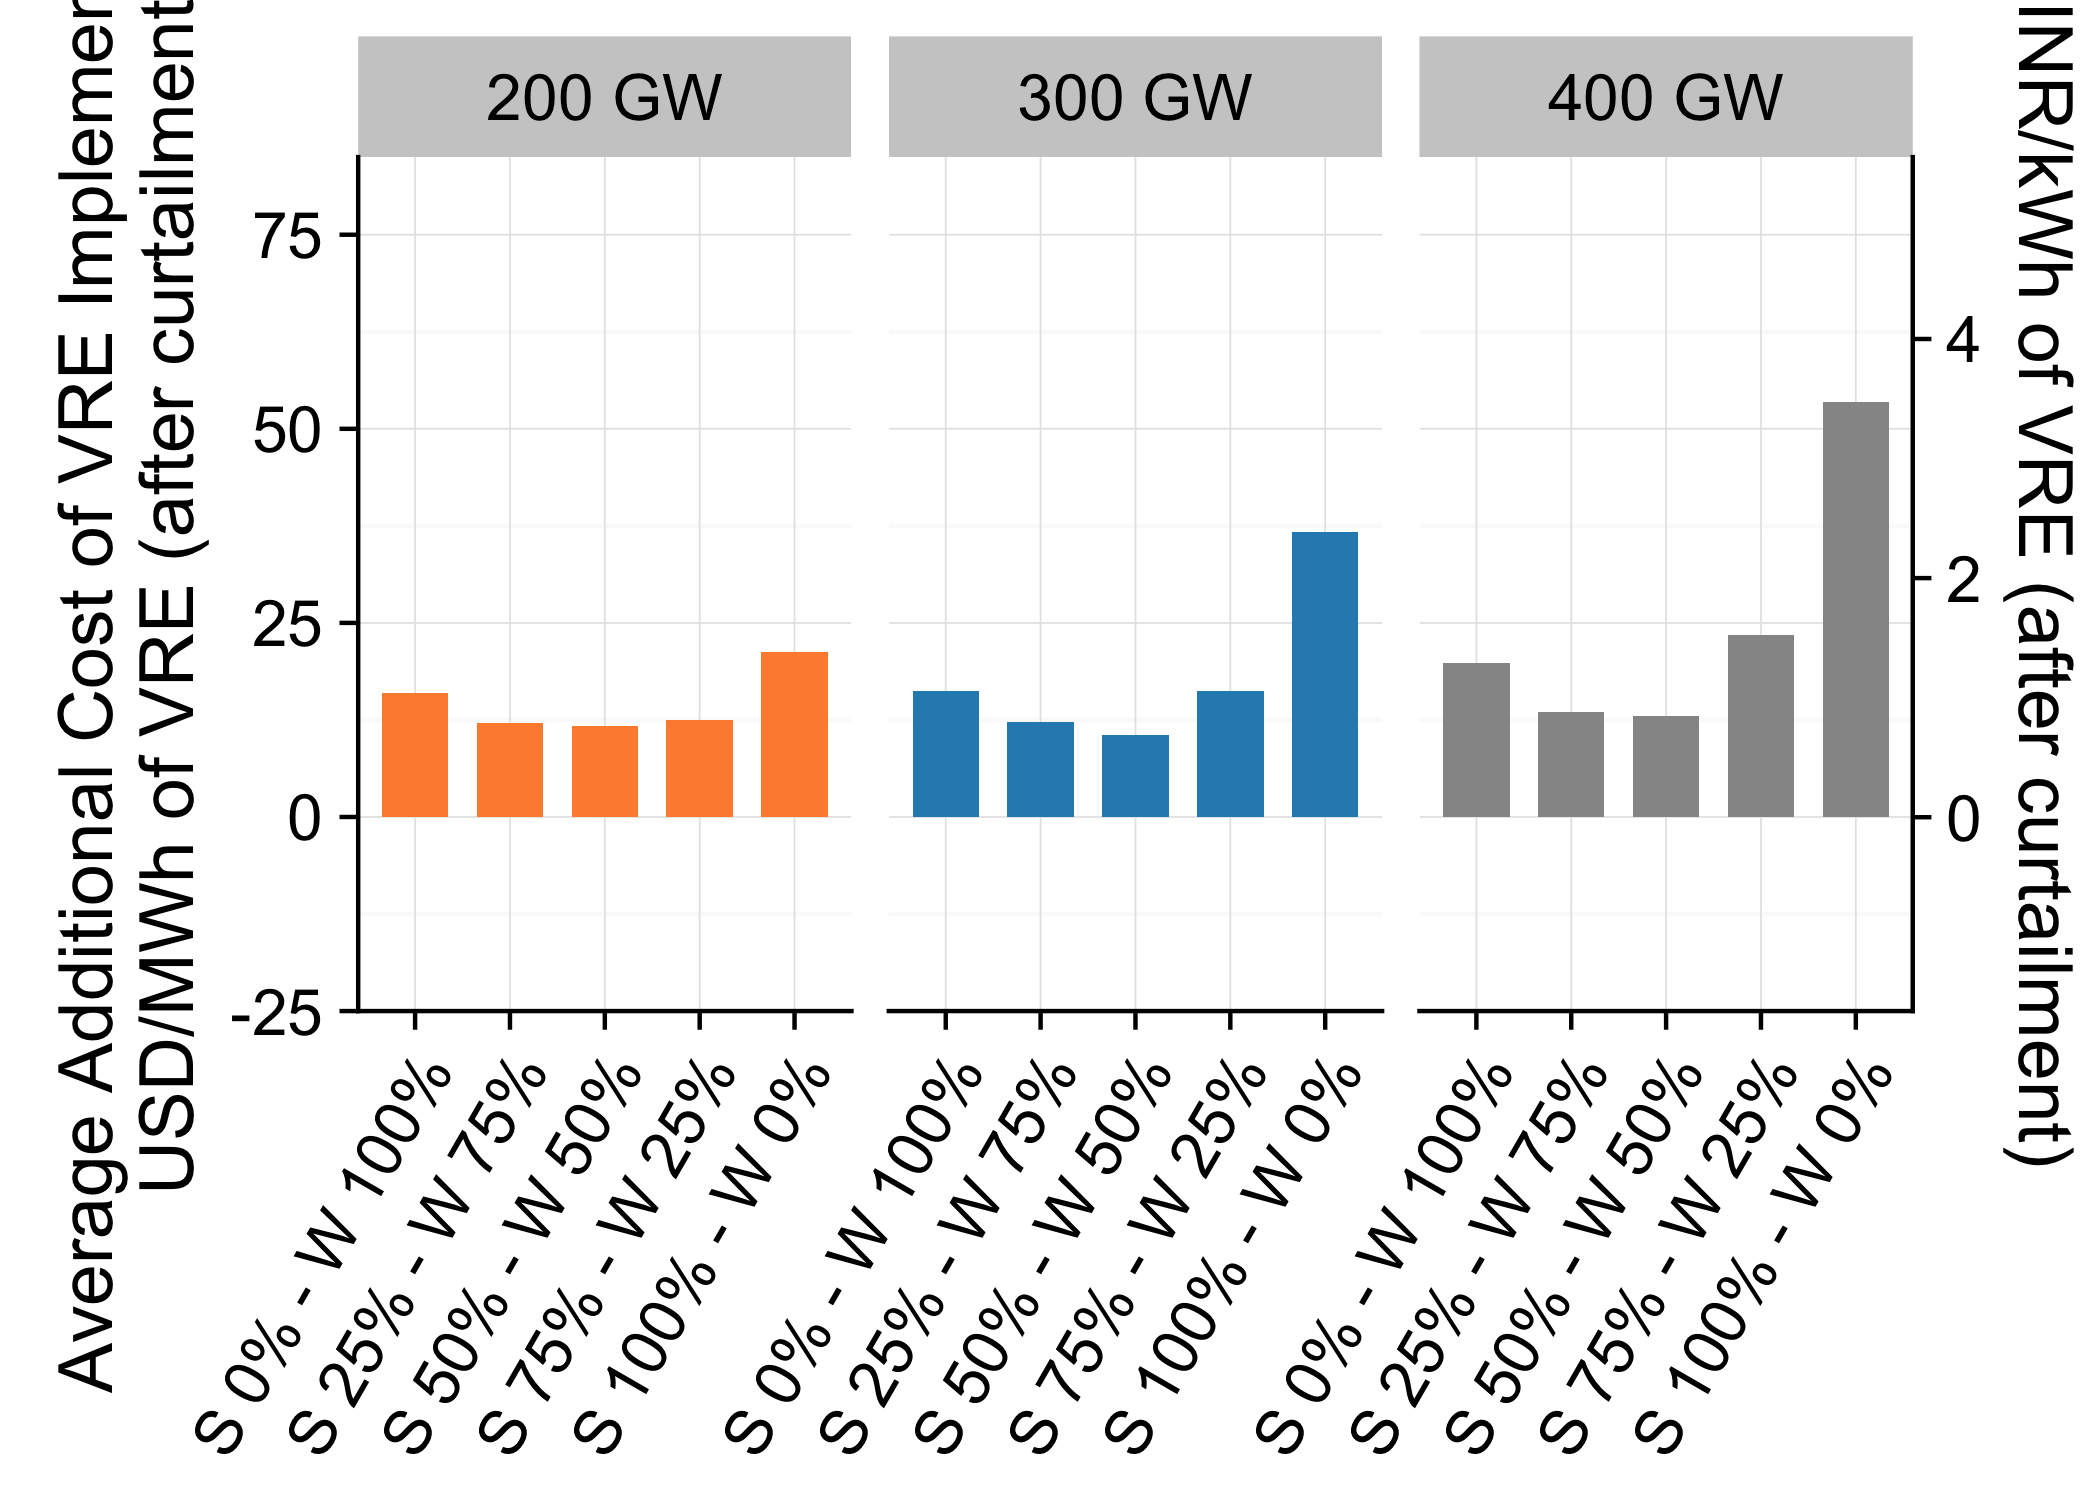 Average Additional Cost of VRE
USD/MWh of VRE (after curtailment
200 GW
300 GW
400 GW
75
50
25
0
-25
4
2
0
INR/kWh of VRE (after curtailment)
S 0% - W 100%
S 25% - W 75%
S 50% - W 50%
S 75% - W 25%
S 100% - W 0%
S 0% - W 100%
S 25% - W 75%
S 50% - W 50%
S 75% - W 25%
S 100% - W 0%
S 0% - W 100%
S 25% - W 75%
S 50% - W 50%
S 75% - W 25%
S 100% - W 0%